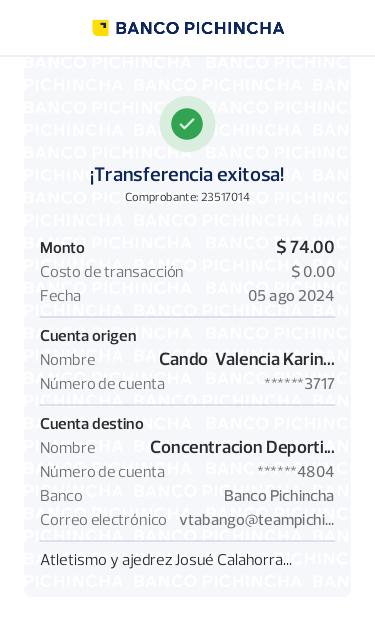 BANCO PICHINCHA
¡Transferencia exitosa!
Comprobante: 23517014
Monto $ 74.00
Costo de transacción $ 0.00
Fecha 05 ago 2024
Cuenta origen
Nombre Cando Valencia Karin...
Número de cuenta ******3717
Cuenta destino
Nombre Concentracion Deporti...
Número de cuenta ******4804
Banco Banco Pichincha
Correo electrónico vtabango@teampichi...
Atletismo y ajedrez Josué Calahorra...